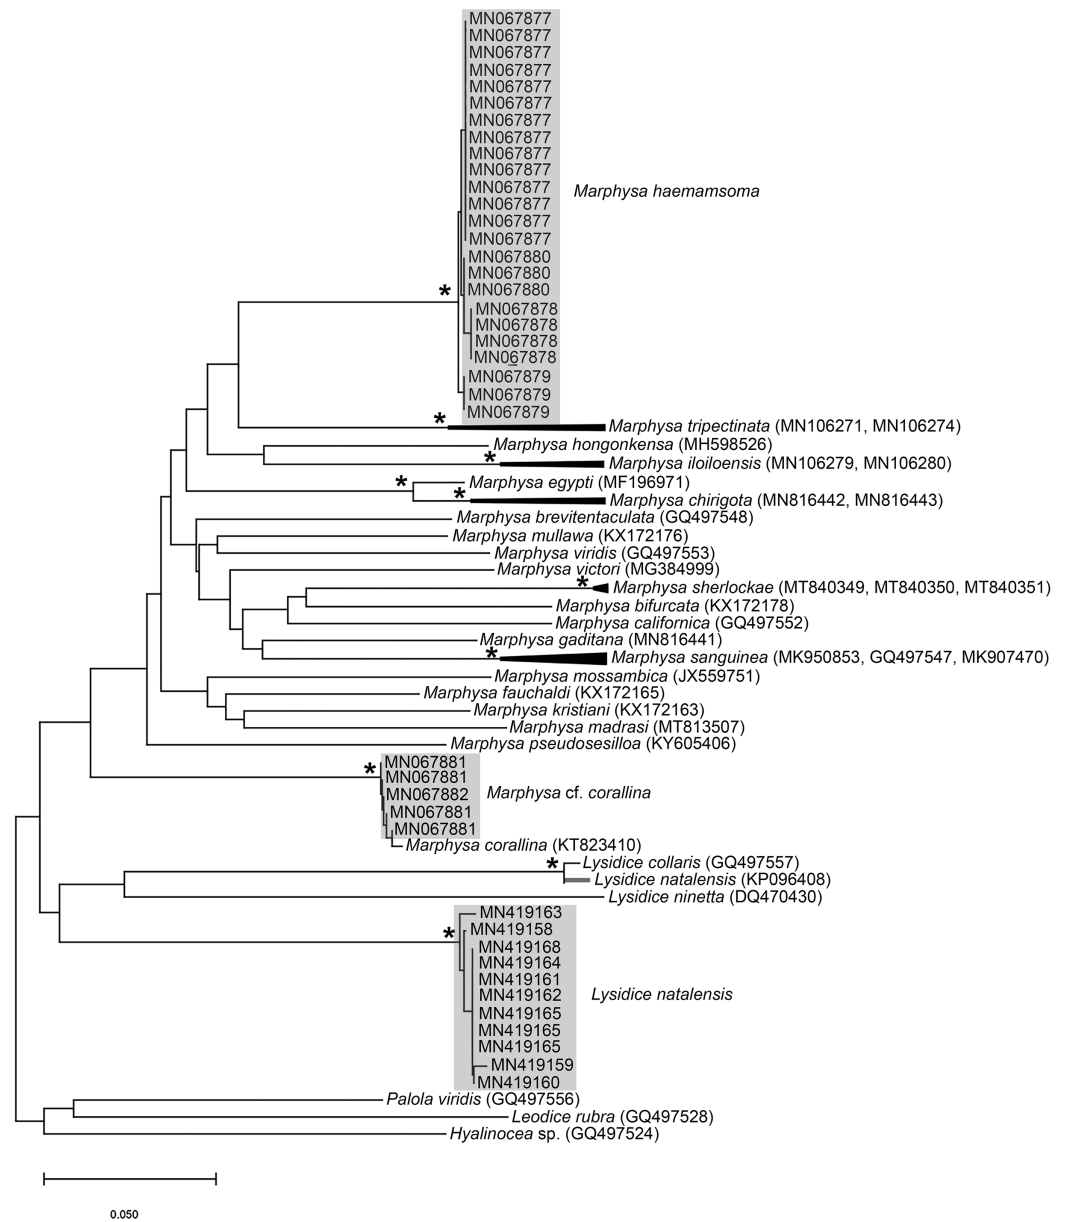 MN067877
MN067877
MN067877
MN067877
MN067877
MN067877
MN067877
MN067877
MN067877
MN067877
MN067877
Marphysa haemamsoma
MN067877
MN067877
MN067877
MN067880
MN067880
MN067880
*
MN067878
MN067878
MN067878
MN067878
MN067879
MN067879
MN067879
*
Marphysa tripectinata (MN106271, MN106274)
Marphysa hongonkensa (MH598526)
*
Marphysa iloiloensis (MN106279, MN106280)
*
Marphysa egypti (MF196971)
*
Marphysa chirigota (MN816442, MN816443)
Marphysa brevitentaculata (GQ497548)
Marphysa mullawa (KX172176)
Marphysa viridis (GQ497553)
Marphysa victori (MG384999)
*
Marphysa sherlockae (MT840349, MT840350, MT840351)
Marphysa bifurcata (KX172178)
Marphysa californica (GQ497552)
Marphysa gaditana (MN816441)
*
Marphysa sanguinea (MK950853, GQ497547, MK907470)
Marphysa mossambica (JX559751)
Marphysa fauchaldi (KX172165)
Marphysa kristiani (KX172163)
Marphysa madrasi (MT813507)
Marphysa pseudosesilloa (KY605406)
MN067881
*
MN067881
MN067882
Marphysa cf. corallina
MN067881
MN067881
Marphysa corallina (KT823410)
*
Lysidice collaris (GQ497557)
Lysidice natalensis (KP096408)
Lysidice ninetta (DQ470430)
MN419163
*
MN419158
MN419168
MN419164
MN419161
MN419162
Lysidice natalensis
MN419165
MN419165
MN419165
MN419159
MN419160
Palola viridis (GQ497556)
Leodice rubra (GQ497528)
Hyalinocea sp. (GQ497524)
0.050